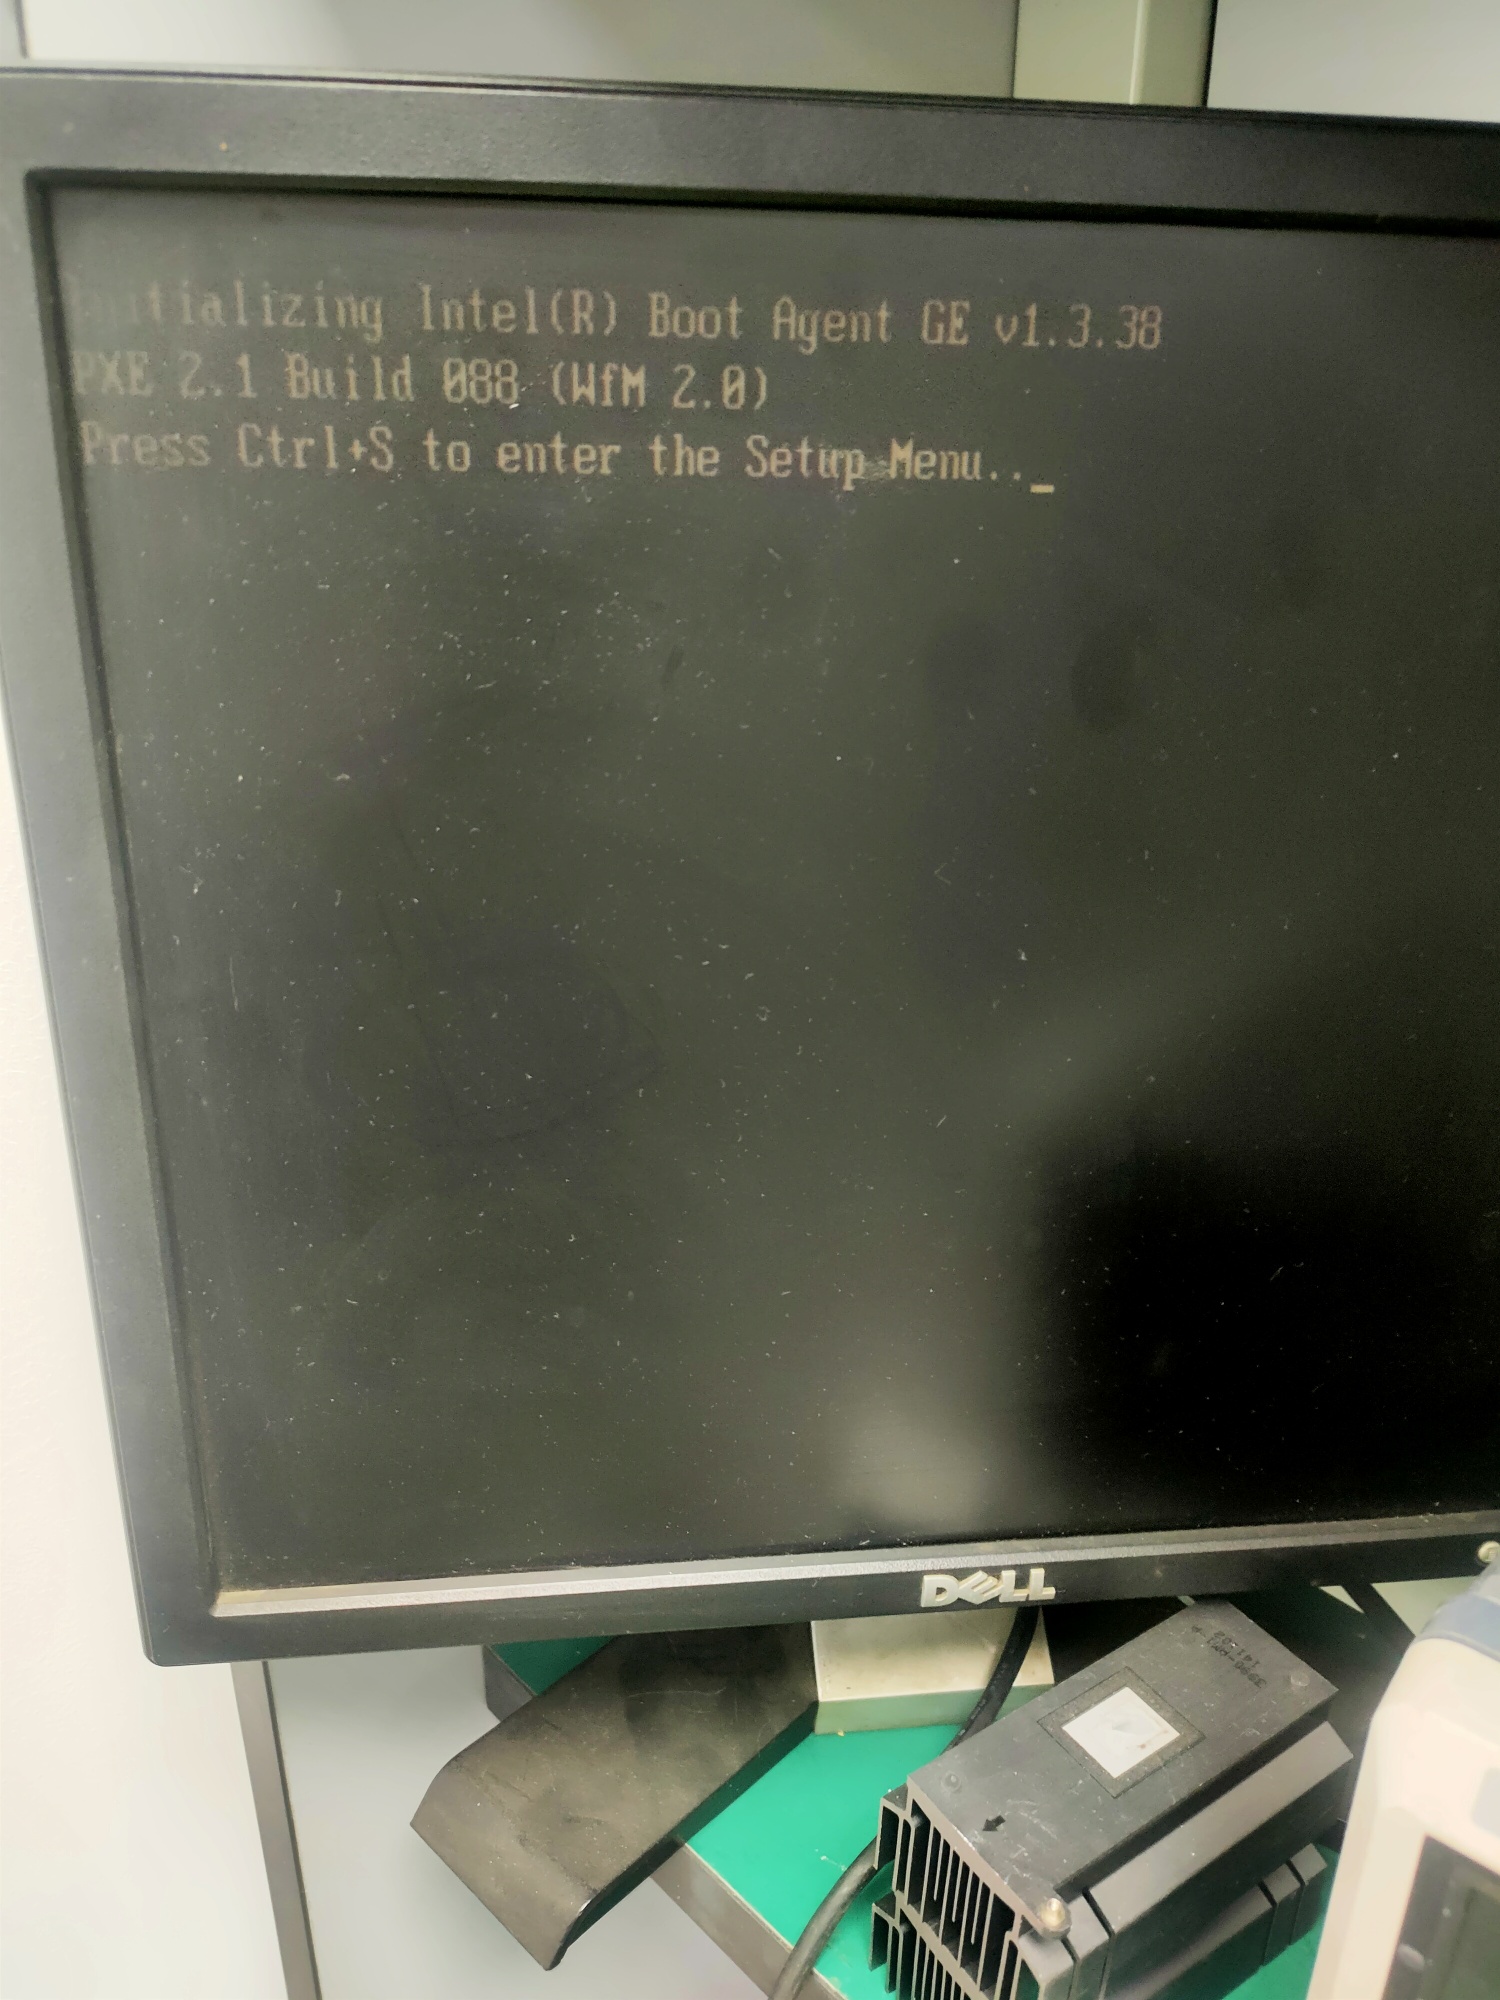 Initializing Intel(R) Boot Agent GE v1.3.38
PXE 2.1 Build 088 (WfM 2.0)
Press Ctrl+S to enter the Setup Menu.._
DELL